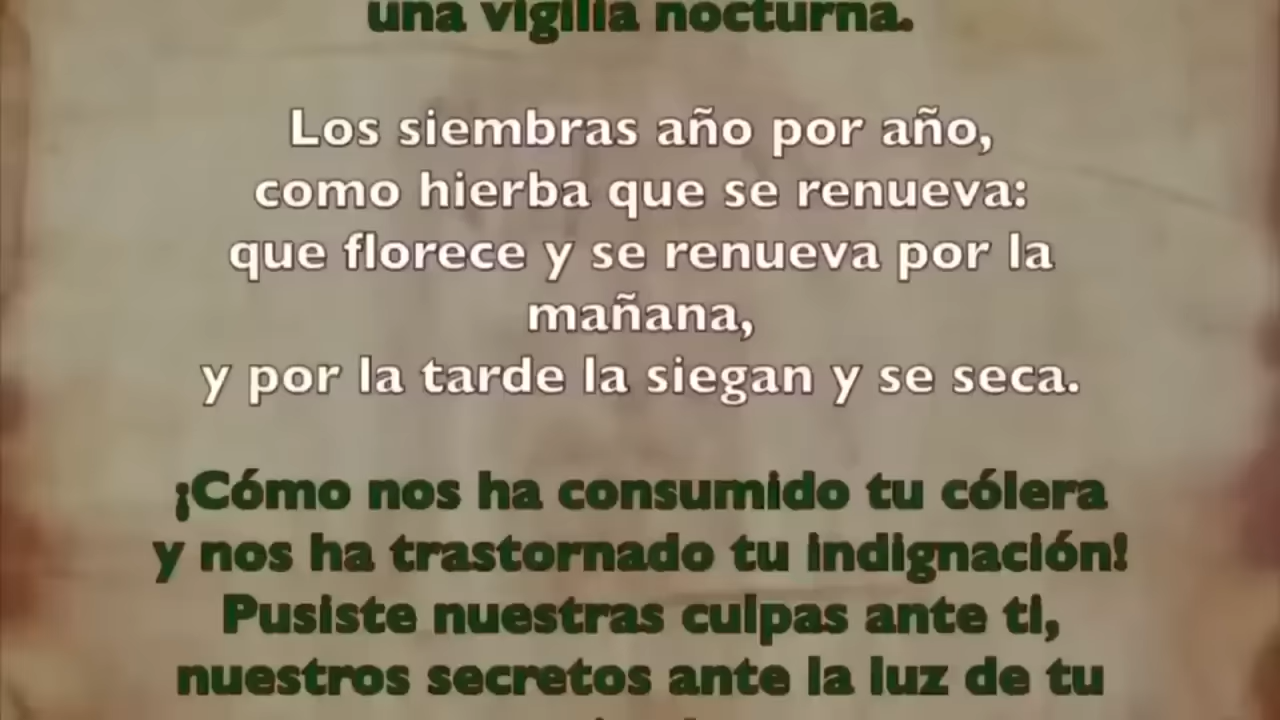 una vigilia nocturna.
Los siembras año por año,
como hierba que se renueva:
que florece y se renueva por la
mañana,
y por la tarde la siegan y se seca.
¡Cómo nos ha consumido tu cólera
y nos ha trastornado tu indignación!
Pusiste nuestras culpas ante ti,
nuestros secretos ante la luz de tu